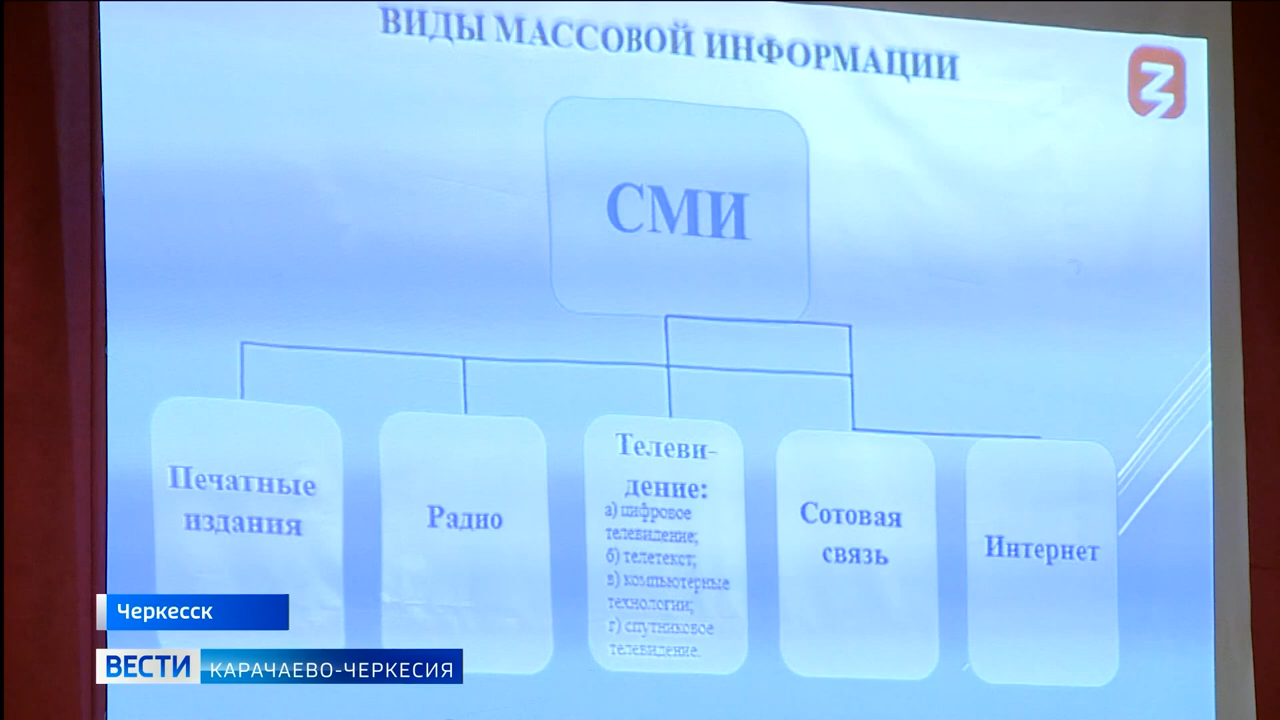 ВИДЫ МАССОВОЙ ИНФОРМАЦИИ
СМИ
Печатные
издания
Радио
Телеви-
дение:
а) цифровое
телевидение;
б) телетекст;
в) компьютерные
технологии;
г) спутниковое
телевидение.
Сотовая
связь
Интернет
Черкесск
ВЕСТИ КАРАЧАЕВО-ЧЕРКЕСИЯ